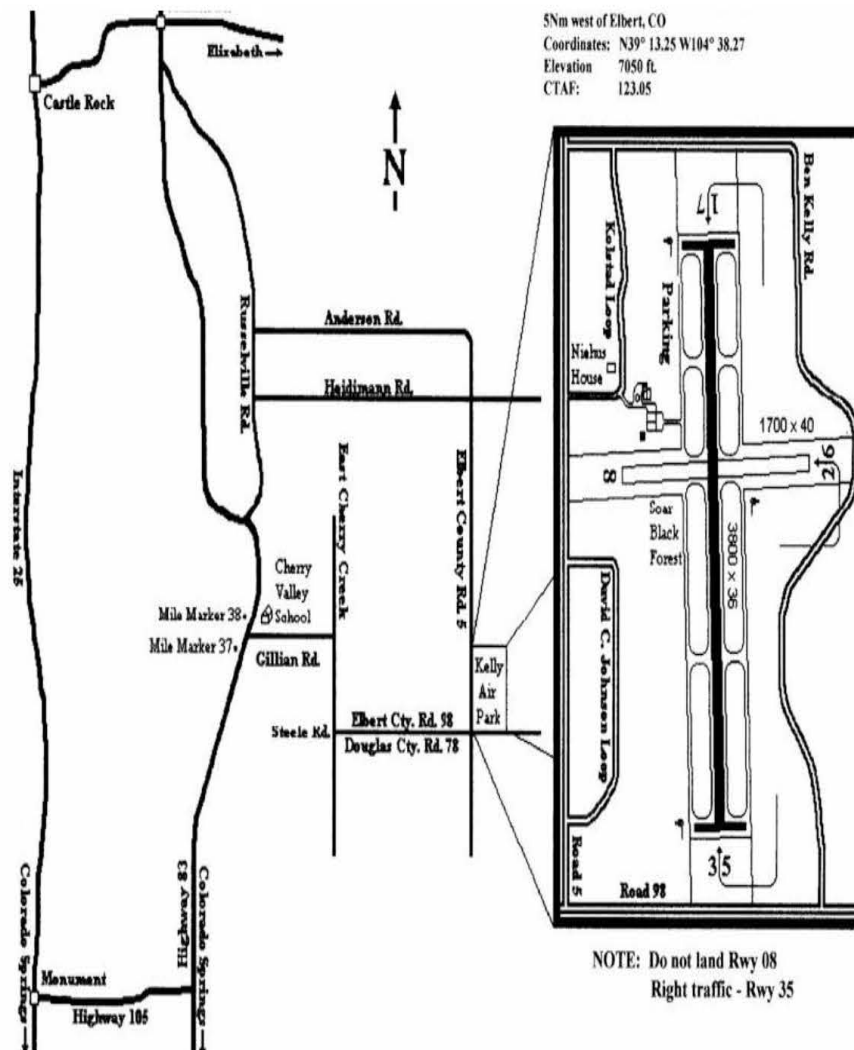 5Nm west of Elbert, CO
Coordinates: N39° 13.25 W104° 38.27
Elevation 7050 ft.
CTAF: 123.05
Elizabeth
Castle Rock
N
Russelville Rd.
Anderson Rd.
Heidimann Rd.
Interstate 25
East Cherry Creek
Elbert County Rd. 5
Cherry
Valley
School
Mile Marker 38
Mile Marker 37
Gillian Rd.
Kelly
Air
Park
Steele Rd.
Elbert Cty. Rd. 98
Douglas Cty. Rd. 78
Colorado Springs
Highway 83
Colorado Springs
Monument
Highway 105
Ben Kelly Rd.
17
Kolstad Loop
Parking
Niehus
House
1700 x 40
8
26
Soar
Black
Forest
3800 x 36
David C. Johnson Loop
35
Road 5
Road 98
NOTE: Do not land Rwy 08
Right traffic - Rwy 35